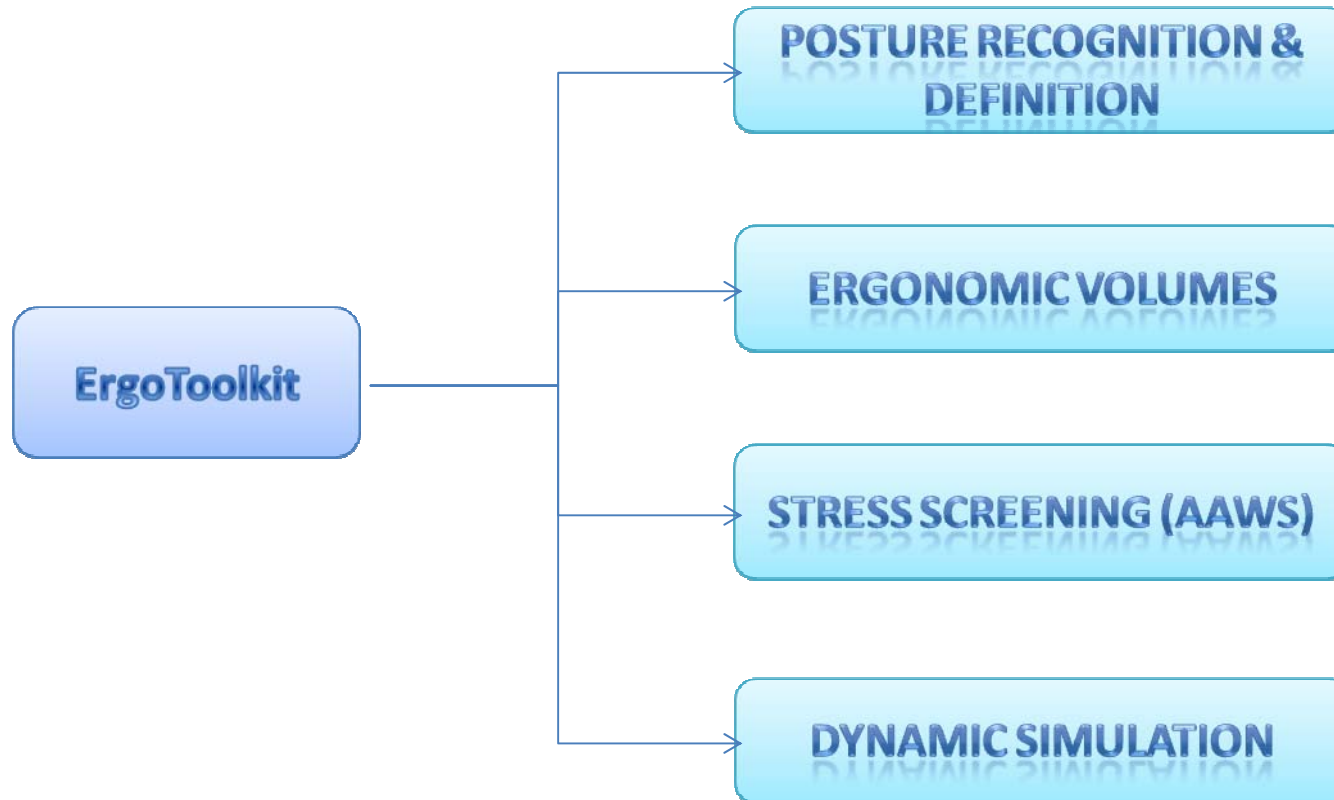 POSTURE RECOGNITION &
DEFINITION
ERGONOMIC VOLUMES
ErgoToolkit
STRESS SCREENING (AAWS)
DYNAMIC SIMULATION